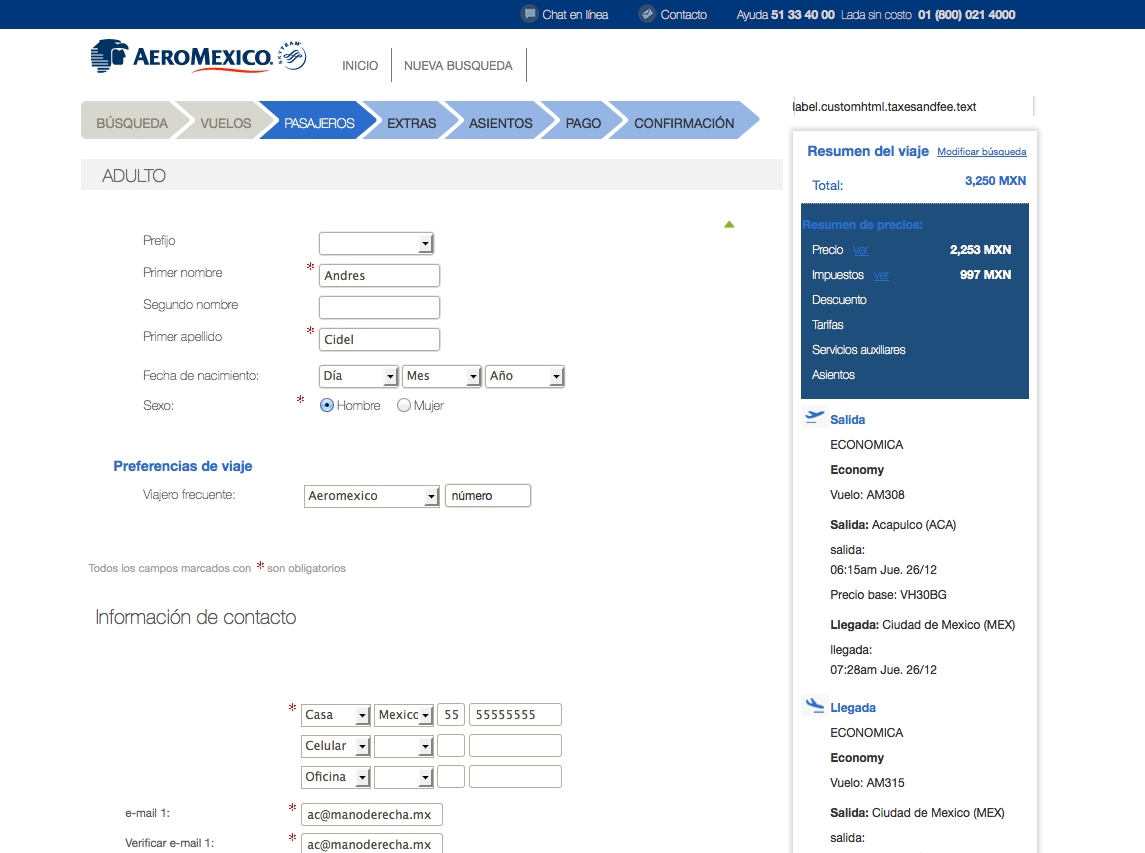 Chat en línea Contacto Ayuda 51 33 40 00 Lada sin costo 01 (800) 021 4000
AEROMEXICO. SKYTEAM INICIO NUEVA BUSQUEDA
BÚSQUEDA VUELOS PASAJEROS EXTRAS ASIENTOS PAGO CONFIRMACIÓN
ADULTO
Prefijo
Primer nombre * Andres
Segundo nombre
Primer apellido * Cidel
Fecha de nacimiento: Día Mes Año
Sexo: * Hombre Mujer
Preferencias de viaje
Viajero frecuente: Aeromexico número
Todos los campos marcados con * son obligatorios
Información de contacto
* Casa Mexico 55 55555555
Celular
Oficina
e-mail 1: * ac@manoderecha.mx
Verificar e-mail 1: * ac@manoderecha.mx
label.customhtml.taxesandfee.text
Resumen del viaje Modificar búsqueda
Total: 3,250 MXN
Resumen de precios:
Precio ver 2,253 MXN
Impuestos ver 997 MXN
Descuento
Tarifas
Servicios auxiliares
Asientos
Salida
ECONOMICA
Economy
Vuelo: AM308
Salida: Acapulco (ACA)
salida:
06:15am Jue. 26/12
Precio base: VH30BG
Llegada: Ciudad de Mexico (MEX)
llegada:
07:28am Jue. 26/12
Llegada
ECONOMICA
Economy
Vuelo: AM315
Salida: Ciudad de Mexico (MEX)
salida: